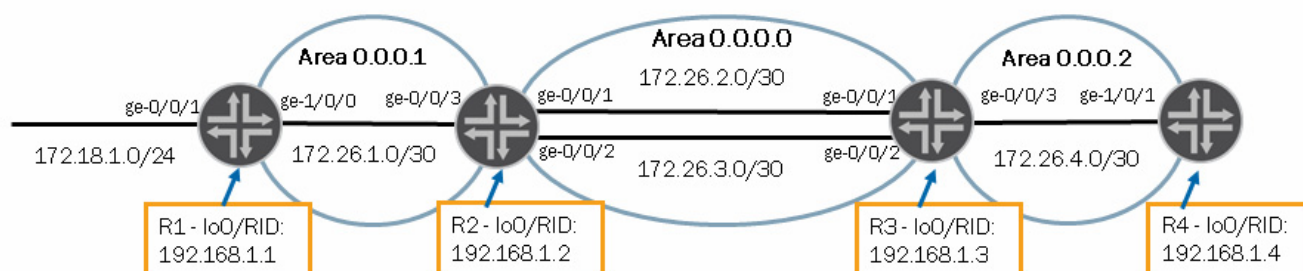 Area 0.0.0.1
Area 0.0.0.0
Area 0.0.0.2
172.26.2.0/30
ge-0/0/1
ge-1/0/0
ge-0/0/3
ge-0/0/1
ge-0/0/1
ge-0/0/3
ge-1/0/1
172.18.1.0/24
172.26.1.0/30
ge-0/0/2
172.26.3.0/30
ge-0/0/2
172.26.4.0/30
R1 - lo0/RID:
192.168.1.1
R2 - lo0/RID:
192.168.1.2
R3 - lo0/RID:
192.168.1.3
R4 - lo0/RID:
192.168.1.4